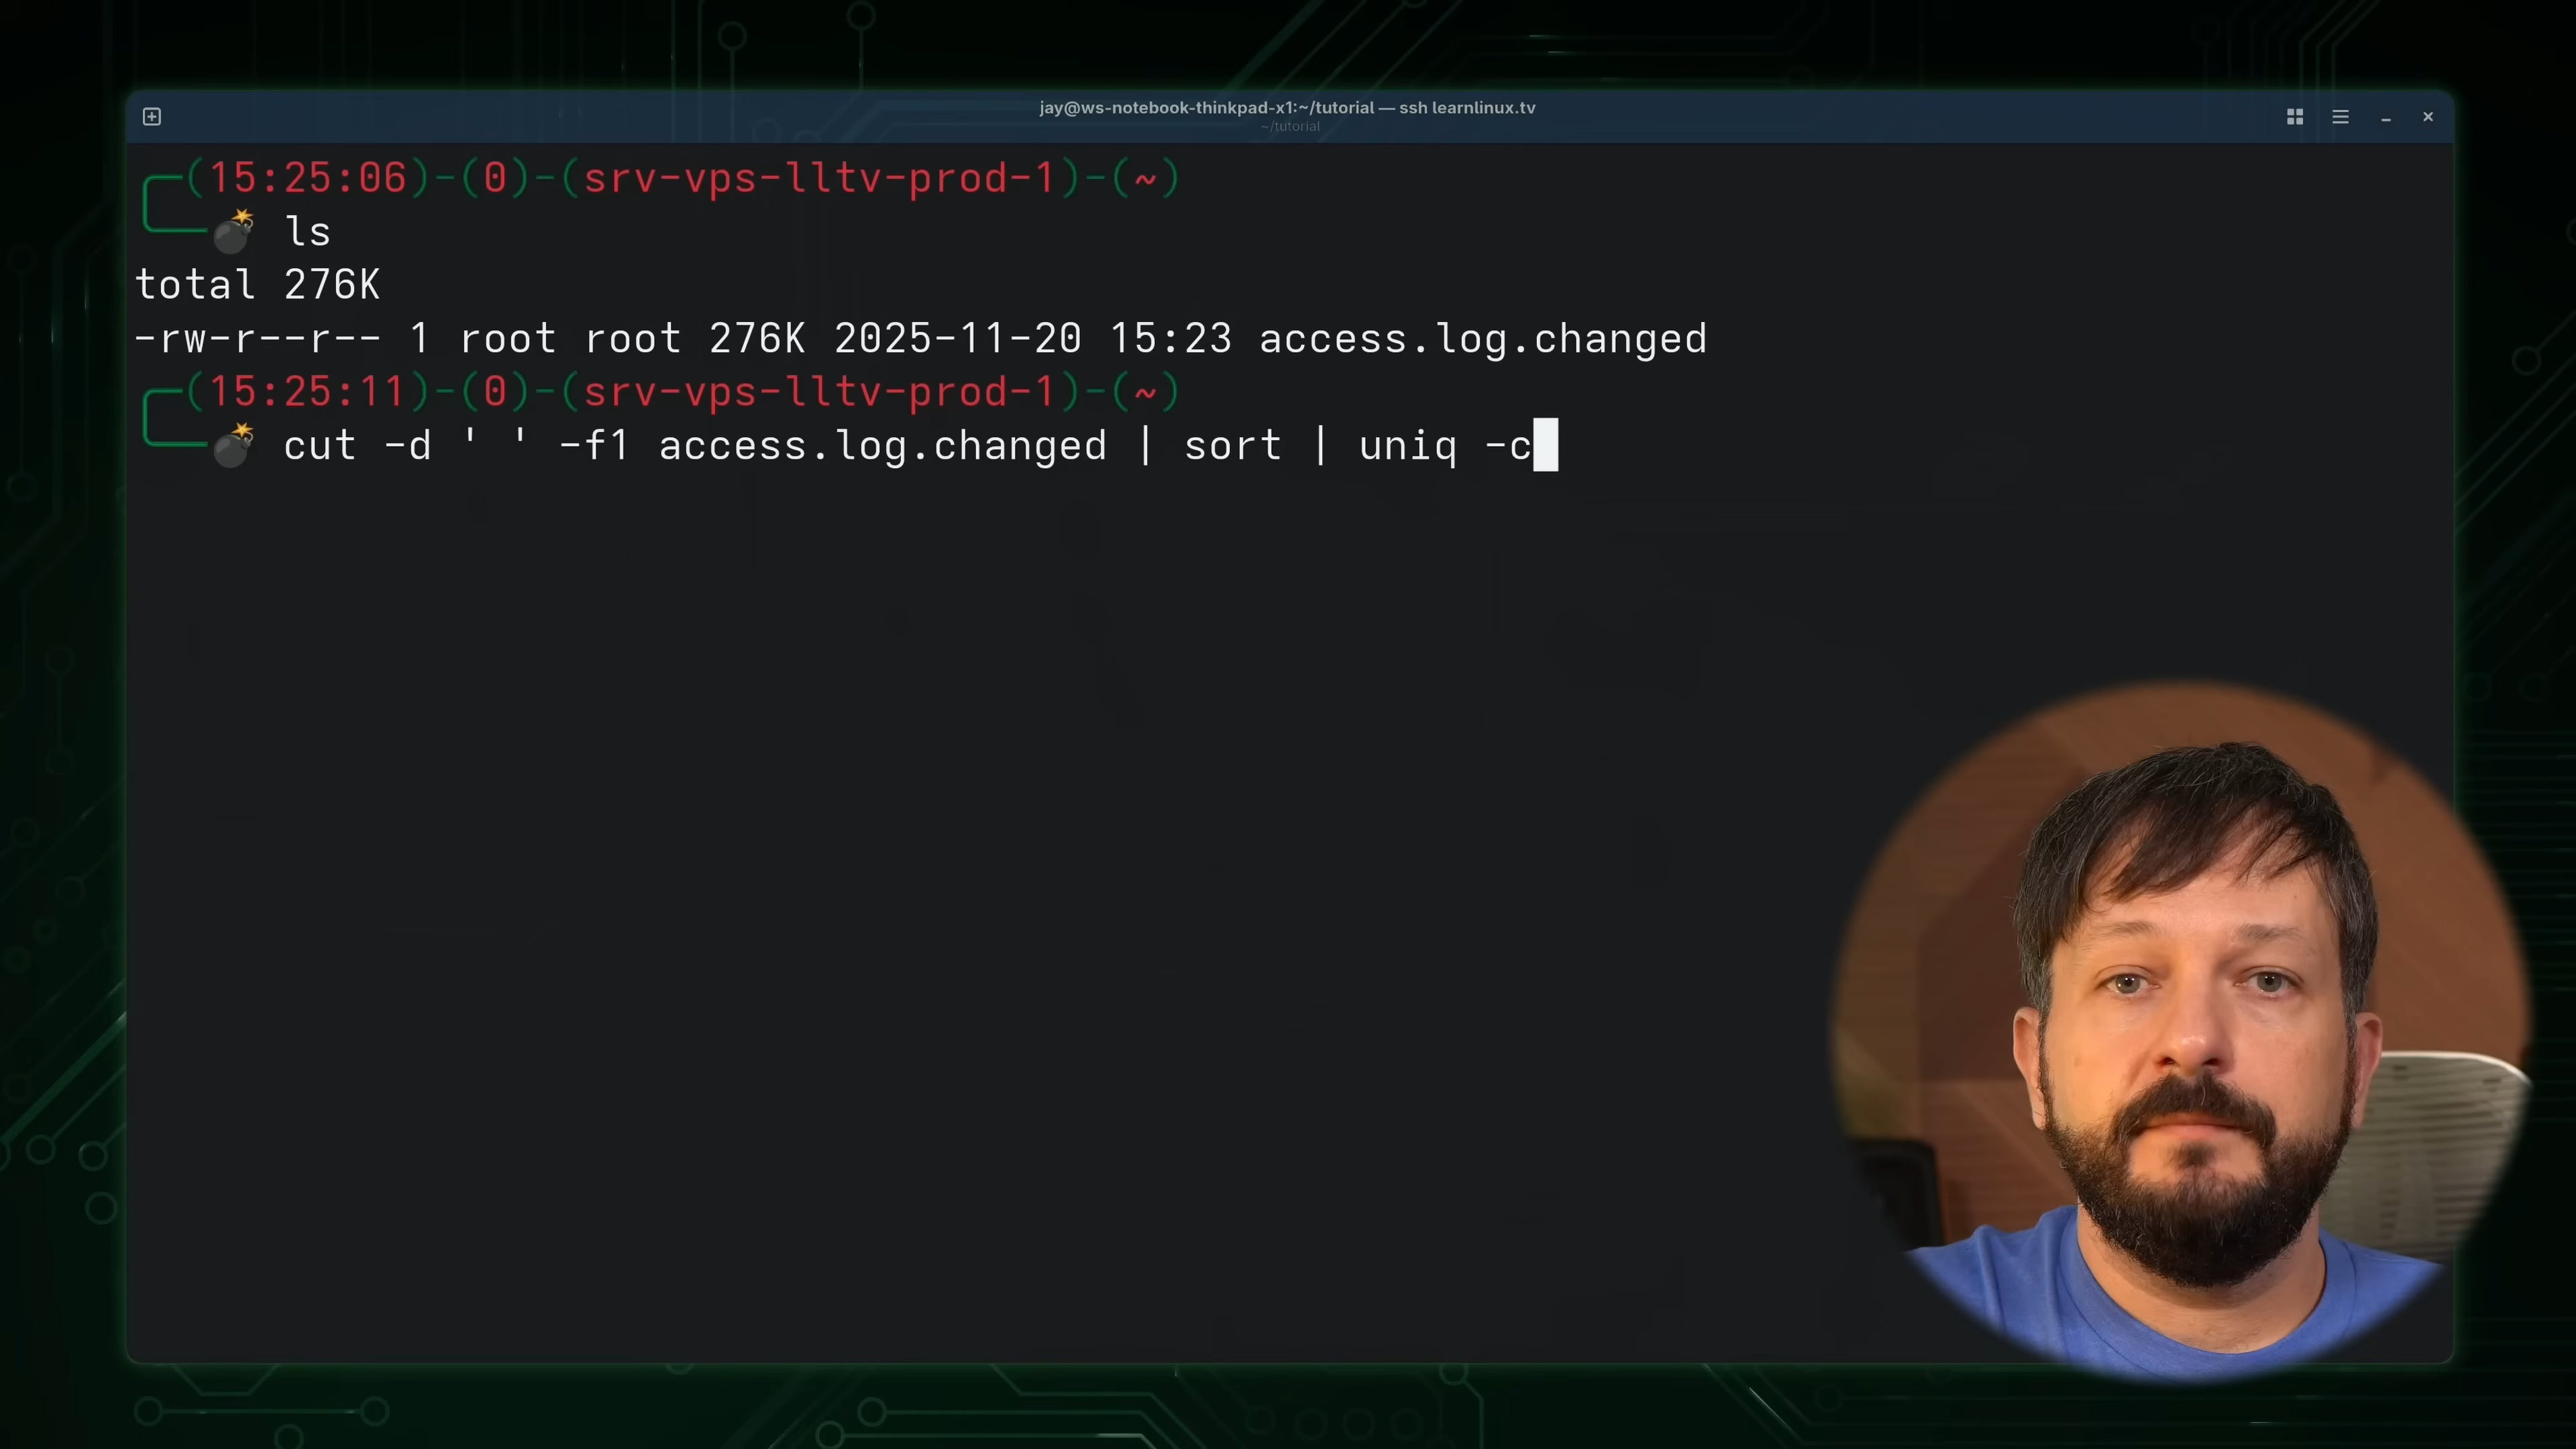 jay@ws-notebook-thinkpad-x1:~/tutorial — ssh learnlinux.tv
~/tutorial
(15:25:06)-(0)-(srv-vps-lltv-prod-1)-(~)
ls
total 276K
-rw-r--r-- 1 root root 276K 2025-11-20 15:23 access.log.changed
(15:25:11)-(0)-(srv-vps-lltv-prod-1)-(~)
cut -d ' ' -f1 access.log.changed | sort | uniq -c